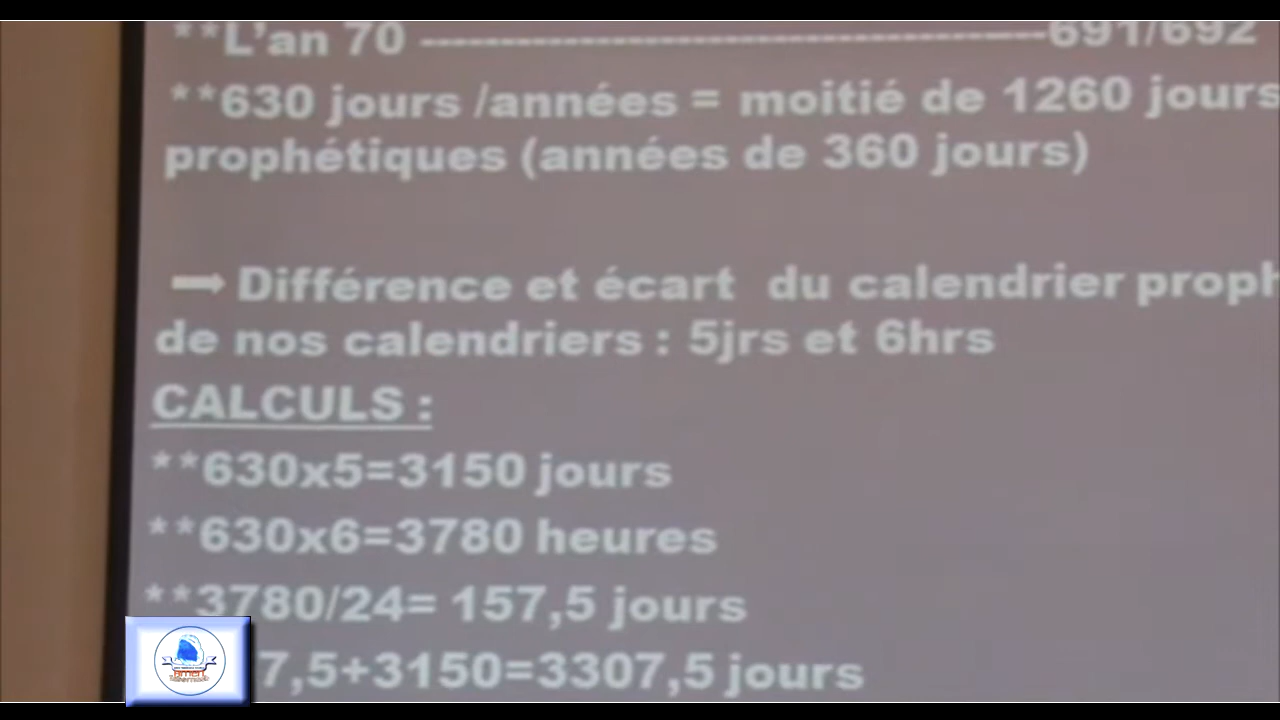 **L'an 70 ---------------------------------------691/692
**630 jours /années = moitié de 1260 jours
prophétiques (années de 360 jours)
➞ Différence et écart du calendrier proph
de nos calendriers : 5jrs et 6hrs
CALCULS :
**630x5=3150 jours
**630x6=3780 heures
**3780/24= 157,5 jours
7,5+3150=3307,5 jours